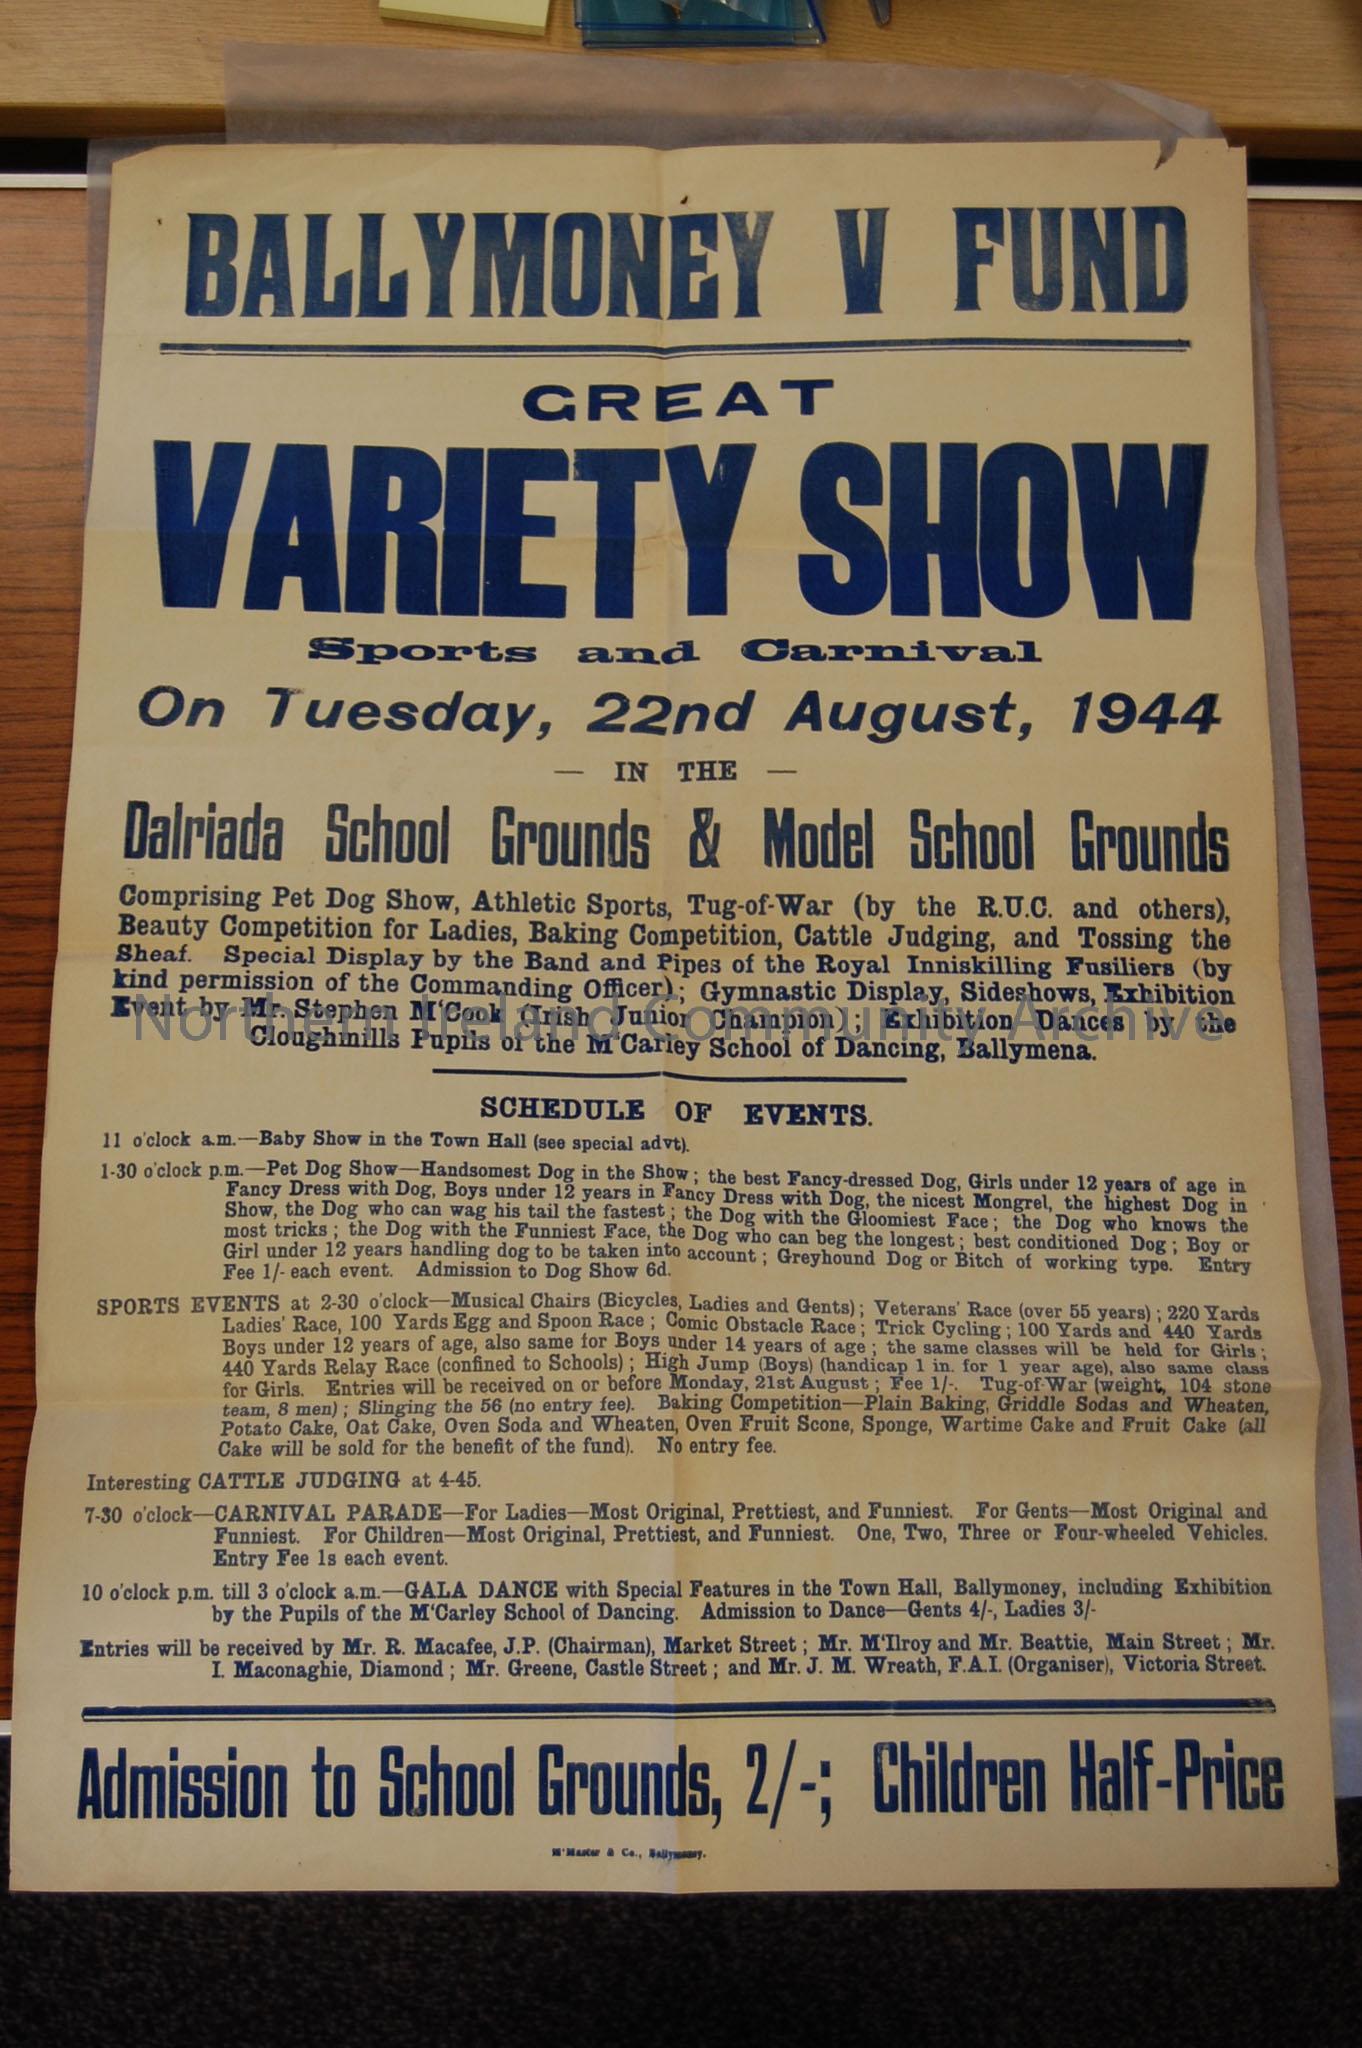 BALLYMONEY V FUND
GREAT
VARIETY SHOW
Sports and Carnival
On Tuesday, 22nd August, 1944
— IN THE —
Dalriada School Grounds & Model School Grounds
Comprising Pet Dog Show, Athletic Sports, Tug-of-War (by the R.U.C. and others),
Beauty Competition for Ladies, Baking Competition, Cattle Judging, and Tossing the
Sheaf. Special Display by the Band and Pipes of the Royal Inniskilling Fusiliers (by
kind permission of the Commanding Officer); Gymnastic Display, Sideshows, Exhibition
Event by Mr. Stephen M'Cook (Irish Junior Champion); Exhibition Dances by the
Cloughmills Pupils of the M'Carley School of Dancing, Ballymena.
Northern Ireland Community Archive
SCHEDULE OF EVENTS.
11 o'clock a.m.—Baby Show in the Town Hall (see special advt).
1-30 o'clock p.m.—Pet Dog Show—Handsomest Dog in the Show; the best Fancy-dressed Dog, Girls under 12 years of age in
Fancy Dress with Dog, Boys under 12 years in Fancy Dress with Dog, the nicest Mongrel, the highest Dog in
Show, the Dog who can wag his tail the fastest; the Dog with the Gloomiest Face; the Dog who knows the
most tricks; the Dog with the Funniest Face, the Dog who can beg the longest; best conditioned Dog; Boy or
Girl under 12 years handling dog to be taken into account; Greyhound Dog or Bitch of working type. Entry
Fee 1/- each event. Admission to Dog Show 6d.
SPORTS EVENTS at 2-30 o'clock—Musical Chairs (Bicycles, Ladies and Gents); Veterans' Race (over 55 years); 220 Yards
Ladies' Race, 100 Yards Egg and Spoon Race; Comic Obstacle Race; Trick Cycling; 100 Yards and 440 Yards
Boys under 12 years of age, also same for Boys under 14 years of age; the same classes will be held for Girls;
440 Yards Relay Race (confined to Schools); High Jump (Boys) (handicap 1 in. for 1 year age), also same class
for Girls. Entries will be received on or before Monday, 21st August; Fee 1/-. Tug-of-War (weight, 104 stone
team, 8 men); Slinging the 56 (no entry fee). Baking Competition—Plain Baking, Griddle Sodas and Wheaten,
Potato Cake, Oat Cake, Oven Soda and Wheaten, Oven Fruit Scone, Sponge, Wartime Cake and Fruit Cake (all
Cake will be sold for the benefit of the fund). No entry fee.
Interesting CATTLE JUDGING at 4-45.
7-30 o'clock—CARNIVAL PARADE—For Ladies—Most Original, Prettiest, and Funniest. For Gents—Most Original and
Funniest. For Children—Most Original, Prettiest, and Funniest. One, Two, Three or Four-wheeled Vehicles.
Entry Fee 1s each event.
10 o'clock p.m. till 3 o'clock a.m.—GALA DANCE with Special Features in the Town Hall, Ballymoney, including Exhibition
by the Pupils of the M'Carley School of Dancing. Admission to Dance—Gents 4/-, Ladies 3/-
Entries will be received by Mr. R. Macafee, J.P. (Chairman), Market Street; Mr. M'Ilroy and Mr. Beattie, Main Street; Mr.
I. Maconaghie, Diamond; Mr. Greene, Castle Street; and Mr. J. M. Wreath, F.A.I. (Organiser), Victoria Street.
Admission to School Grounds, 2/-; Children Half-Price
M'Master & Co., Ballymoney.